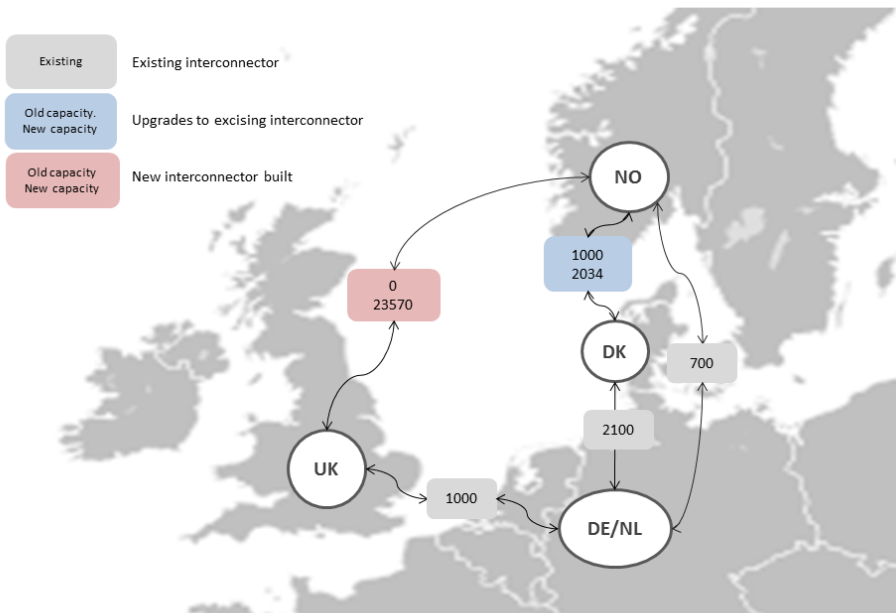 Existing
Existing interconnector
Old capacity.
New capacity
Upgrades to excising interconnector
Old capacity
New capacity
New interconnector built
NO
1000
2034
0
23570
DK
700
2100
UK
1000
DE/NL